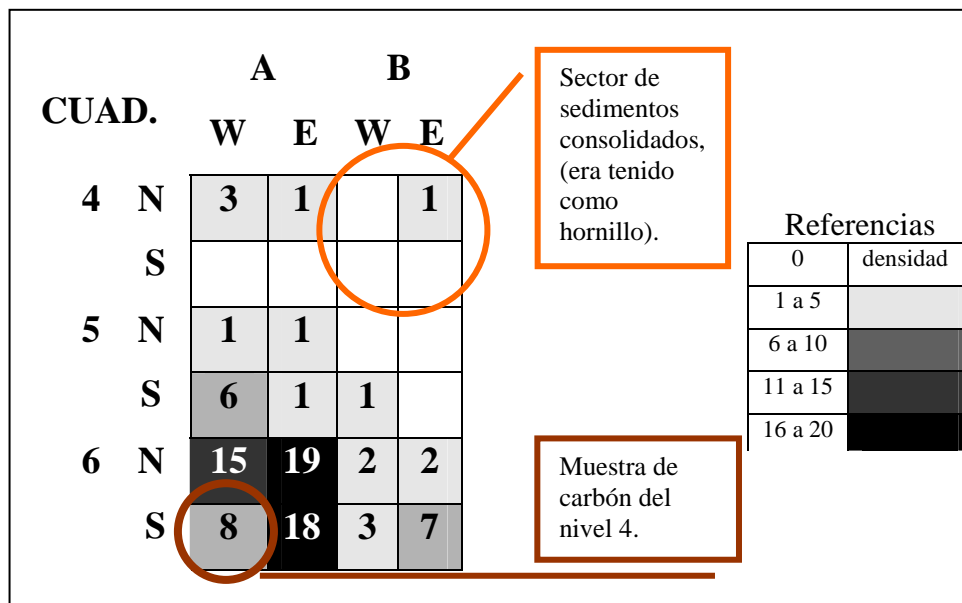 A B
CUAD.
W E W E
4 N 3 1 1
S
5 N 1 1
S 6 1 1
6 N 15 19 2 2
S 8 18 3 7
Sector de
sedimentos
consolidados,
(era tenido
como
hornillo).
Muestra de
carbón del
nivel 4.
Referencias
0 densidad
1 a 5
6 a 10
11 a 15
16 a 20